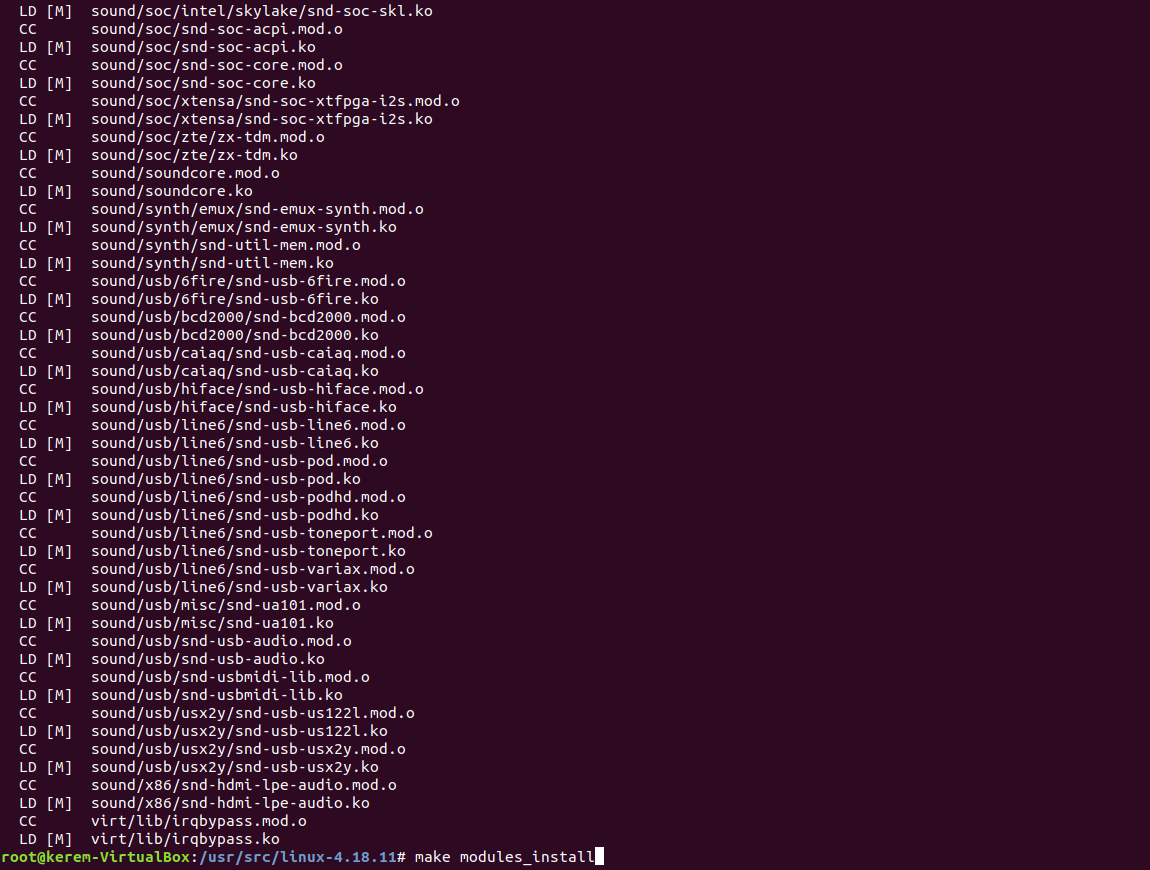 LD [M]  sound/soc/intel/skylake/snd-soc-skl.ko
CC      sound/soc/snd-soc-acpi.mod.o
LD [M]  sound/soc/snd-soc-acpi.ko
CC      sound/soc/snd-soc-core.mod.o
LD [M]  sound/soc/snd-soc-core.ko
CC      sound/soc/xtensa/snd-soc-xtfpga-i2s.mod.o
LD [M]  sound/soc/xtensa/snd-soc-xtfpga-i2s.ko
CC      sound/soc/zte/zx-tdm.mod.o
LD [M]  sound/soc/zte/zx-tdm.ko
CC      sound/soundcore.mod.o
LD [M]  sound/soundcore.ko
CC      sound/synth/emux/snd-emux-synth.mod.o
LD [M]  sound/synth/emux/snd-emux-synth.ko
CC      sound/synth/snd-util-mem.mod.o
LD [M]  sound/synth/snd-util-mem.ko
CC      sound/usb/6fire/snd-usb-6fire.mod.o
LD [M]  sound/usb/6fire/snd-usb-6fire.ko
CC      sound/usb/bcd2000/snd-bcd2000.mod.o
LD [M]  sound/usb/bcd2000/snd-bcd2000.ko
CC      sound/usb/caiaq/snd-usb-caiaq.mod.o
LD [M]  sound/usb/caiaq/snd-usb-caiaq.ko
CC      sound/usb/hiface/snd-usb-hiface.mod.o
LD [M]  sound/usb/hiface/snd-usb-hiface.ko
CC      sound/usb/line6/snd-usb-line6.mod.o
LD [M]  sound/usb/line6/snd-usb-line6.ko
CC      sound/usb/line6/snd-usb-pod.mod.o
LD [M]  sound/usb/line6/snd-usb-pod.ko
CC      sound/usb/line6/snd-usb-podhd.mod.o
LD [M]  sound/usb/line6/snd-usb-podhd.ko
CC      sound/usb/line6/snd-usb-toneport.mod.o
LD [M]  sound/usb/line6/snd-usb-toneport.ko
CC      sound/usb/line6/snd-usb-variax.mod.o
LD [M]  sound/usb/line6/snd-usb-variax.ko
CC      sound/usb/misc/snd-ua101.mod.o
LD [M]  sound/usb/misc/snd-ua101.ko
CC      sound/usb/snd-usb-audio.mod.o
LD [M]  sound/usb/snd-usb-audio.ko
CC      sound/usb/snd-usbmidi-lib.mod.o
LD [M]  sound/usb/snd-usbmidi-lib.ko
CC      sound/usb/usx2y/snd-usb-us122l.mod.o
LD [M]  sound/usb/usx2y/snd-usb-us122l.ko
CC      sound/usb/usx2y/snd-usb-usx2y.mod.o
LD [M]  sound/usb/usx2y/snd-usb-usx2y.ko
CC      sound/x86/snd-hdmi-lpe-audio.mod.o
LD [M]  sound/x86/snd-hdmi-lpe-audio.ko
CC      virt/lib/irqbypass.mod.o
LD [M]  virt/lib/irqbypass.ko
root@kerem-VirtualBox:/usr/src/linux-4.18.11# make modules_install